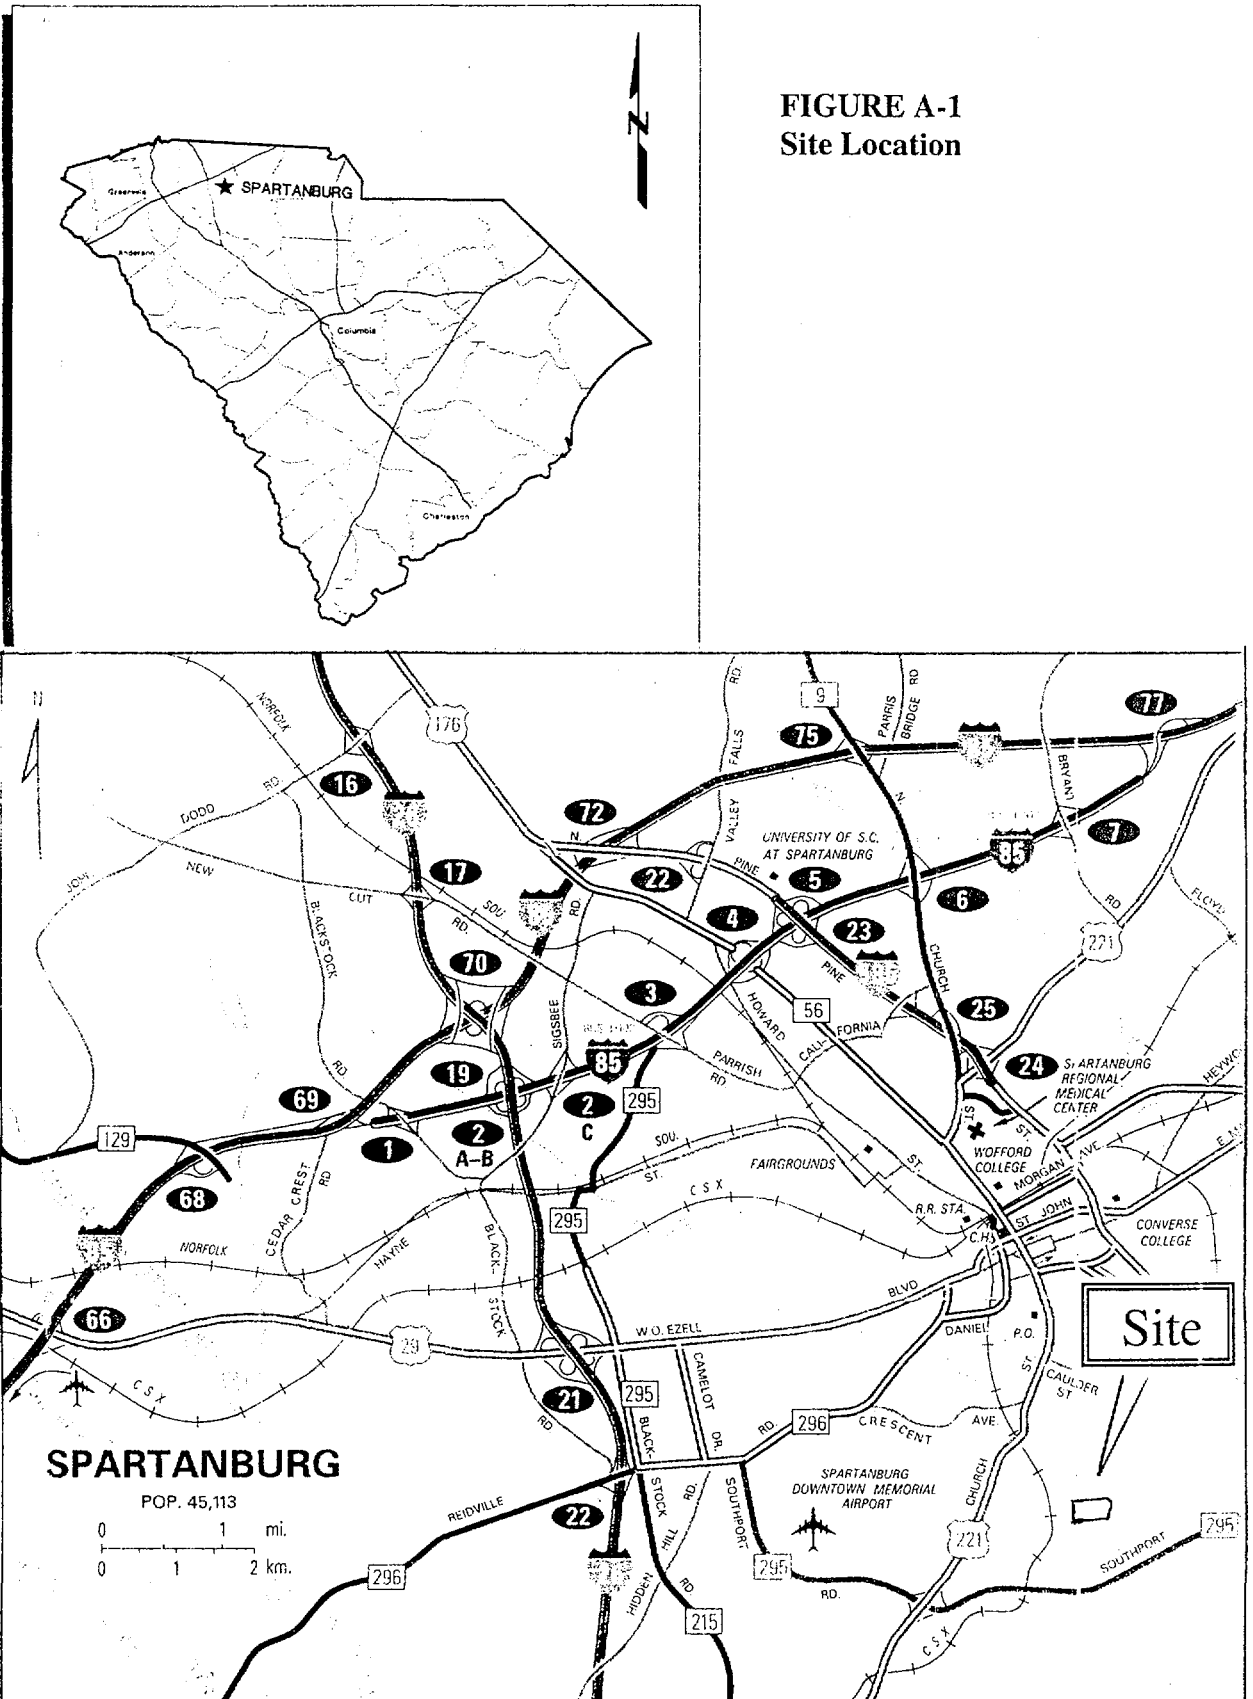 FIGURE A-1
Site Location
N
Greenville
SPARTANBURG
Anderson
Columbia
Charleston
N
NORFOLK
176
9
PARRIS
BRIDGE RD
VALLEY FALLS RD.
75
77
16
DODD RD.
72
N
BRYANT RD
UNIVERSITY OF S.C.
AT SPARTANBURG
85
7
NEW CUT RD.
17
SOU
22
PINE
5
6
FLOYD
4
23
N. CHURCH
221
BLACKSTOCK RD.
70
PINE
3
SIGSBEE RD.
HOWARD ST.
56
CALIFORNIA
25
85
19
PARRISH
RD.
24
SPARTANBURG
REGIONAL
MEDICAL
CENTER
69
2
C
295
1
2
A-B
129
SOU.
ST.
FAIRGROUNDS
ST.
ST.
WOFFORD
COLLEGE
MORGAN AVE.
68
CEDAR CREST RD
CSX
295
R.R. STA.
C.H.
ST JOHN
CONVERSE
COLLEGE
NORFOLK
HAYNE
BLACKSTOCK RD.
BLVD
66
W.O. EZELL
DANIEL
P.O.
Site
29
CAMELOT DR.
ST.
CAULDER
ST
CSX
21
295
296
CRESCENT AVE.
SPARTANBURG
POP. 45,113
RD.
SPARTANBURG
DOWNTOWN MEMORIAL
AIRPORT
CHURCH
BLACKSTOCK RD.
REIDVILLE
22
SOUTHPORT
HIDDEN HILL RD.
221
SOUTHPORT
295
0 1 mi.
0 1 2 km.
296
295
RD.
215
CSX